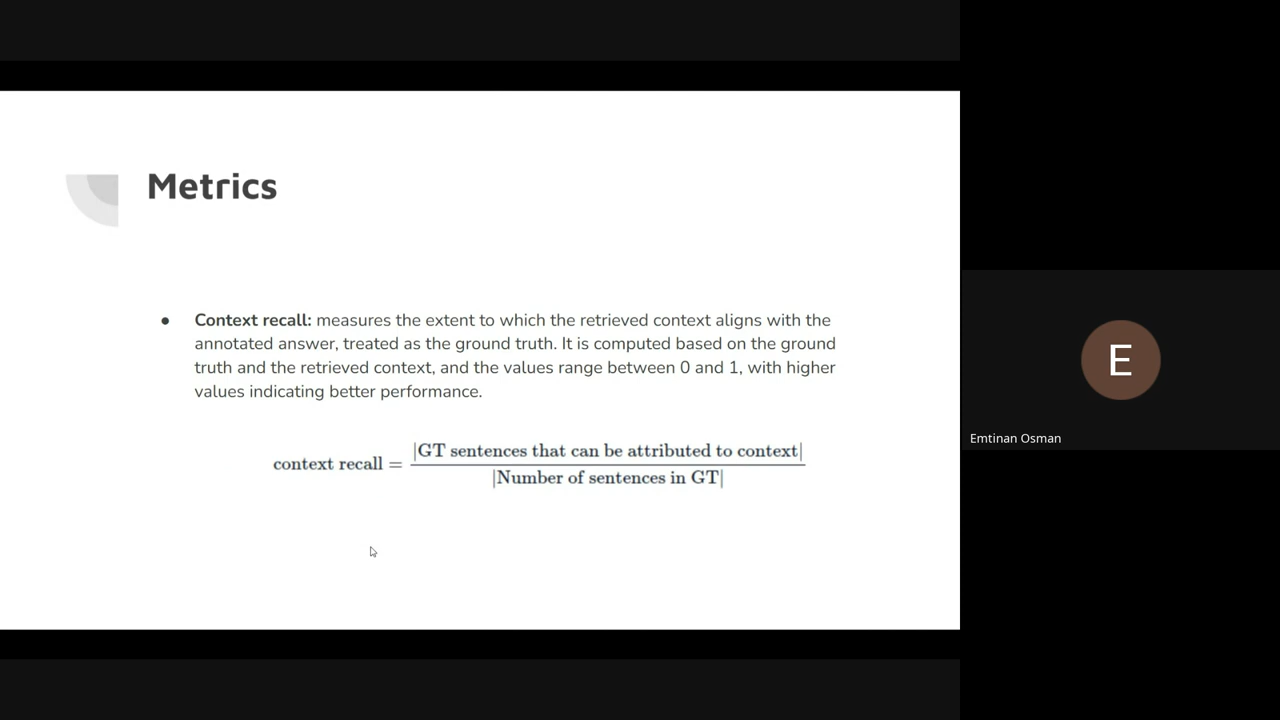 Metrics
● Context recall: measures the extent to which the retrieved context aligns with the
annotated answer, treated as the ground truth. It is computed based on the ground
truth and the retrieved context, and the values range between 0 and 1, with higher
values indicating better performance.
context recall = |GT sentences that can be attributed to context| / |Number of sentences in GT|
E
Emtinan Osman